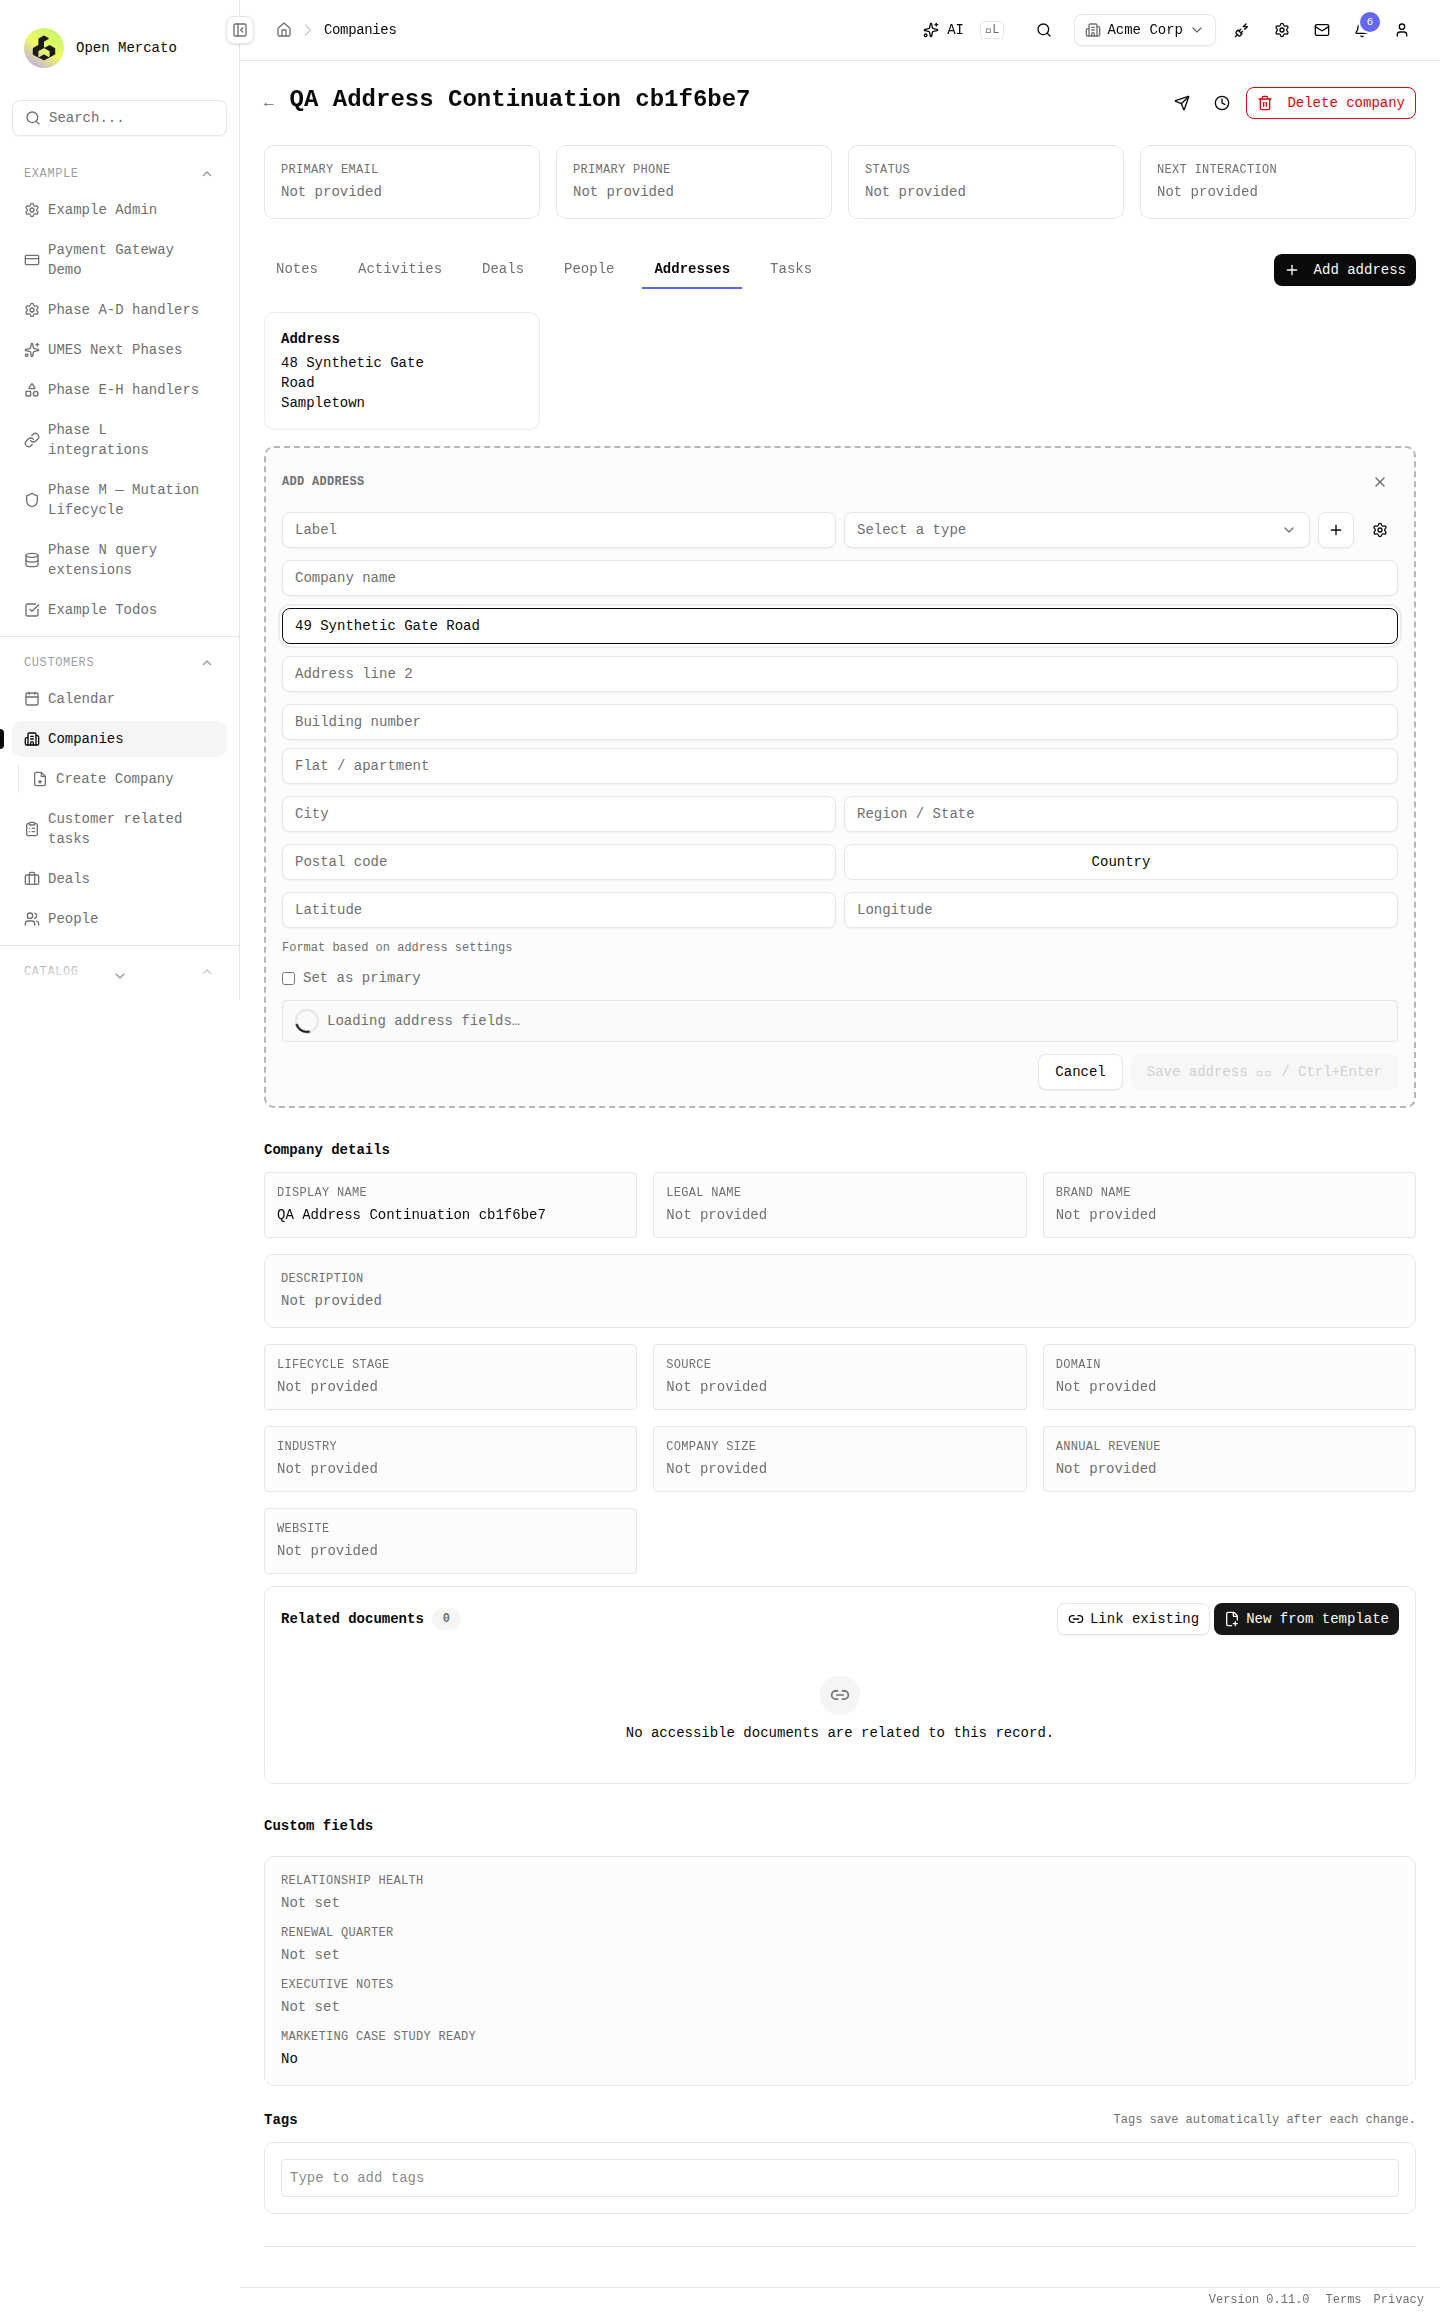 Open Mercato
Companies
AI
L
Acme Corp
6
Search...
← QA Address Continuation cb1f6be7
Delete company
EXAMPLE
Example Admin
Payment Gateway
Demo
Phase A-D handlers
UMES Next Phases
Phase E-H handlers
Phase L
integrations
Phase M — Mutation
Lifecycle
Phase N query
extensions
Example Todos
CUSTOMERS
Calendar
Companies
Create Company
Customer related
tasks
Deals
People
CATALOG
PRIMARY EMAIL
Not provided
PRIMARY PHONE
Not provided
STATUS
Not provided
NEXT INTERACTION
Not provided
Notes
Activities
Deals
People
Addresses
Tasks
Add address
Address
48 Synthetic Gate
Road
Sampletown
ADD ADDRESS
Label
Select a type
Company name
49 Synthetic Gate Road
Address line 2
Building number
Flat / apartment
City
Region / State
Postal code
Country
Latitude
Longitude
Format based on address settings
Set as primary
Loading address fields…
Cancel
Save address / Ctrl+Enter
Company details
DISPLAY NAME
QA Address Continuation cb1f6be7
LEGAL NAME
Not provided
BRAND NAME
Not provided
DESCRIPTION
Not provided
LIFECYCLE STAGE
Not provided
SOURCE
Not provided
DOMAIN
Not provided
INDUSTRY
Not provided
COMPANY SIZE
Not provided
ANNUAL REVENUE
Not provided
WEBSITE
Not provided
Related documents 0
Link existing
New from template
No accessible documents are related to this record.
Custom fields
RELATIONSHIP HEALTH
Not set
RENEWAL QUARTER
Not set
EXECUTIVE NOTES
Not set
MARKETING CASE STUDY READY
No
Tags
Tags save automatically after each change.
Type to add tags
Version 0.11.0
Terms
Privacy